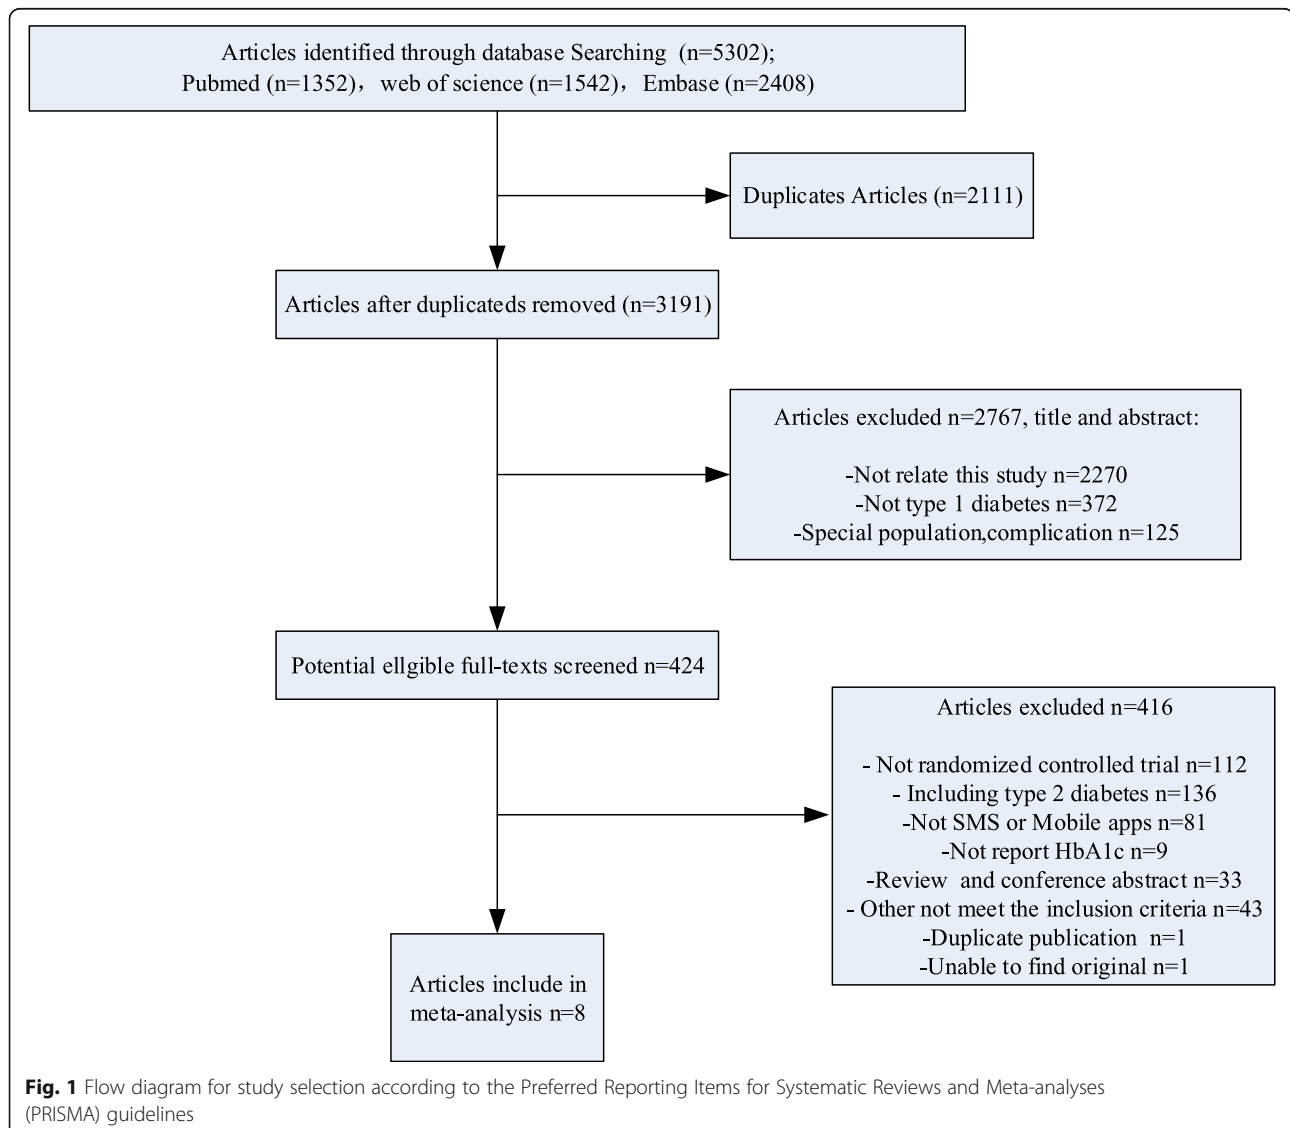 Articles identified through database Searching (n=5302);
Pubmed (n=1352)，web of science (n=1542)，Embase (n=2408)
Duplicates Articles (n=2111)
Articles after duplicateds removed (n=3191)
Articles excluded n=2767, title and abstract:
-Not relate this study n=2270
-Not type 1 diabetes n=372
-Special population,complication n=125
Potential ellgible full-texts screened n=424
Articles excluded n=416
- Not randomized controlled trial n=112
- Including type 2 diabetes n=136
-Not SMS or Mobile apps n=81
-Not report HbA1c n=9
-Review and conference abstract n=33
- Other not meet the inclusion criteria n=43
-Duplicate publication n=1
-Unable to find original n=1
Articles include in
meta-analysis n=8
Fig. 1 Flow diagram for study selection according to the Preferred Reporting Items for Systematic Reviews and Meta-analyses
(PRISMA) guidelines